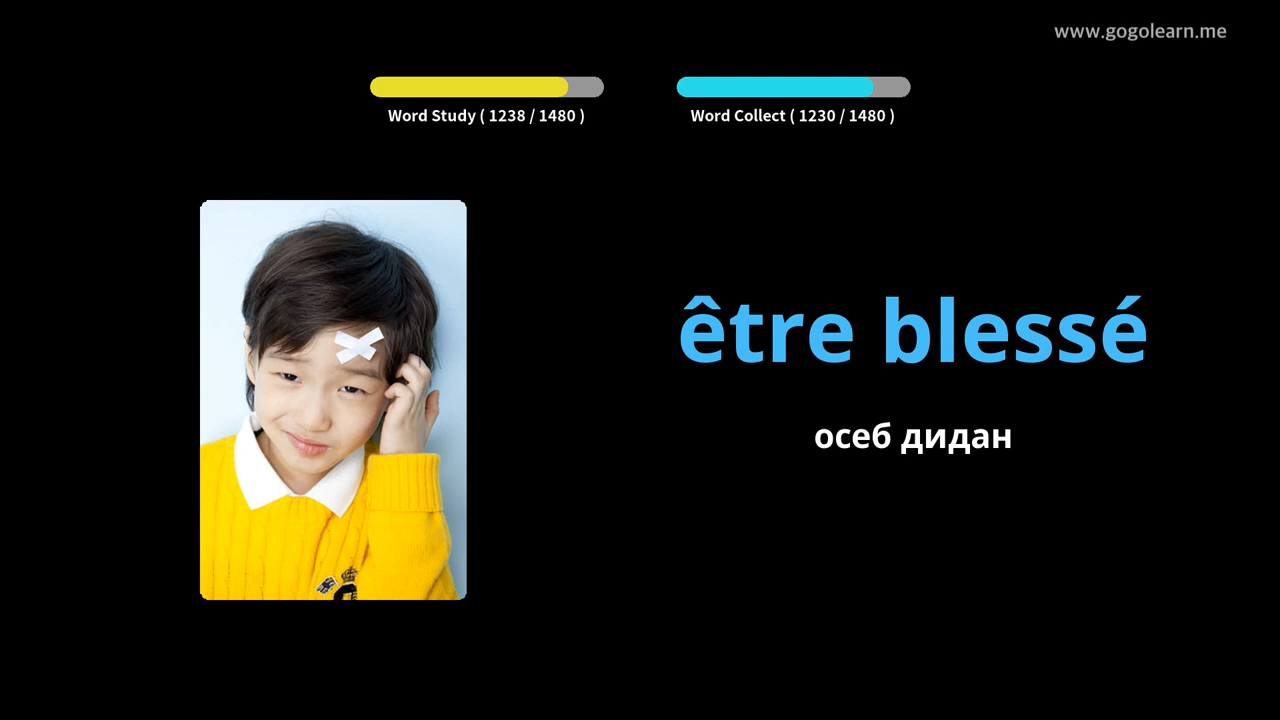 www.gogolearn.me
Word Study ( 1238 / 1480 )
Word Collect ( 1230 / 1480 )
être blessé
осеб дидан